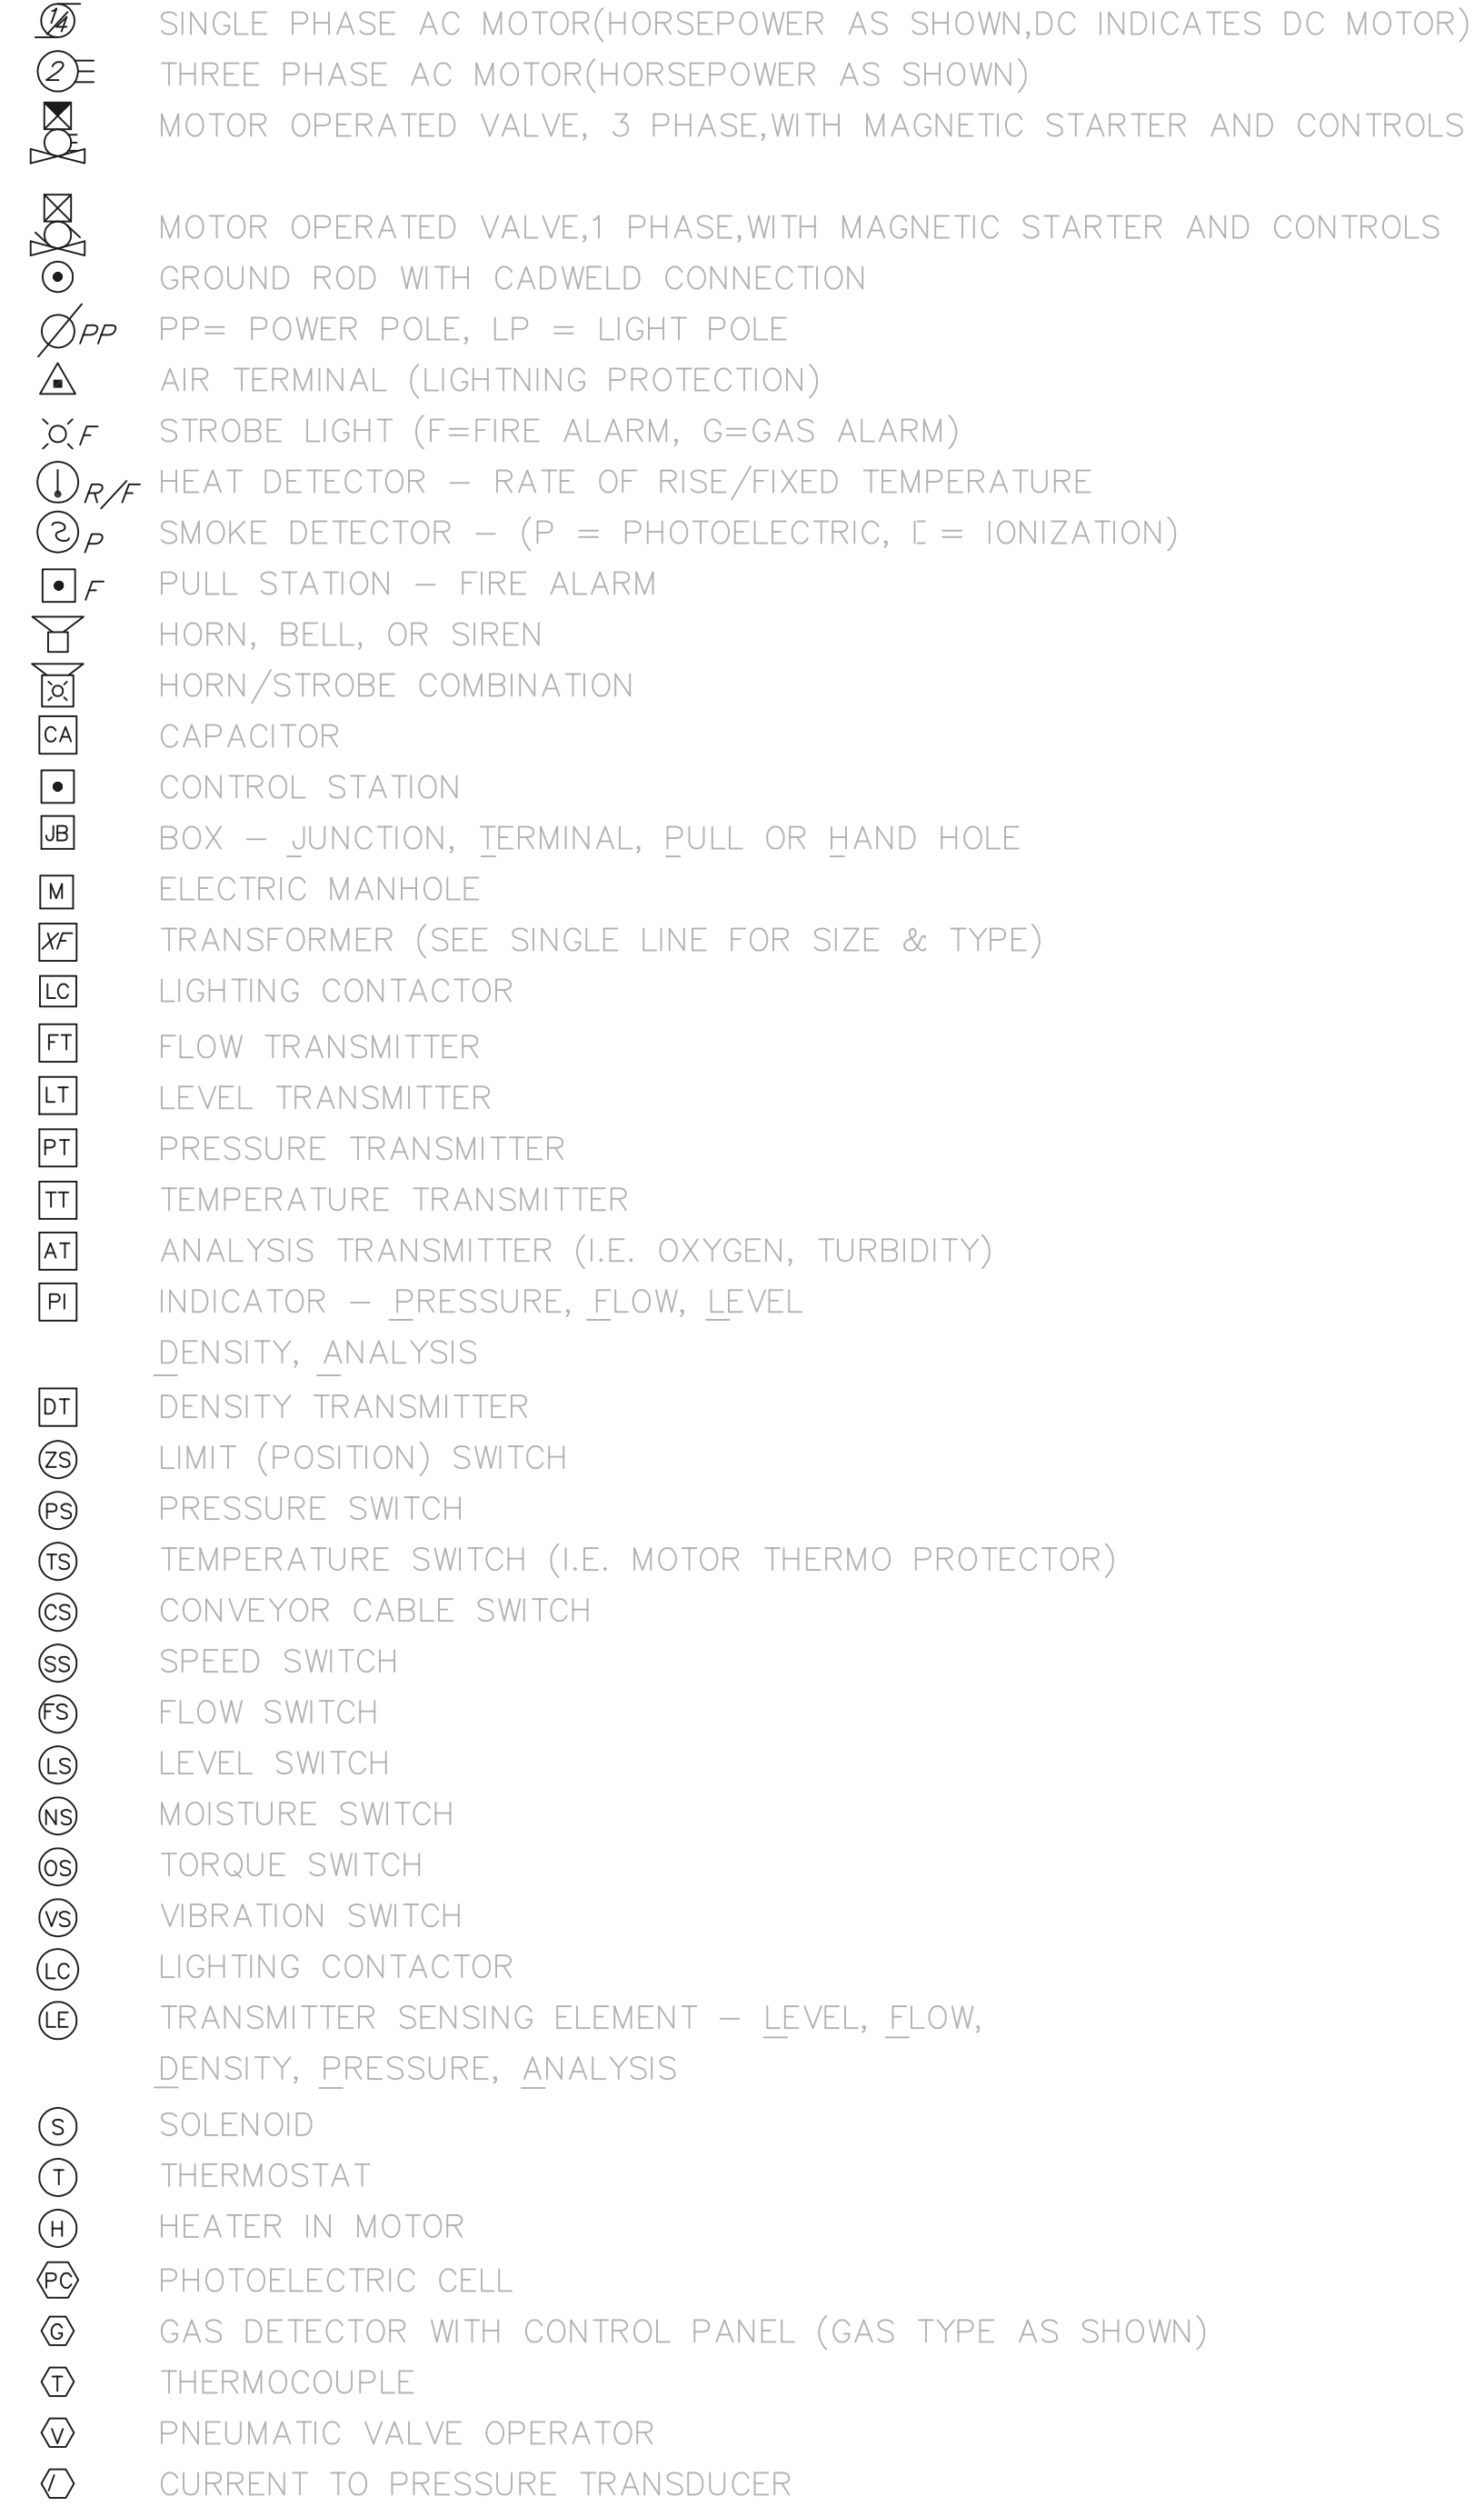 1/4 SINGLE PHASE AC MOTOR(HORSEPOWER AS SHOWN,DC INDICATES DC MOTOR)
2 THREE PHASE AC MOTOR(HORSEPOWER AS SHOWN)
MOTOR OPERATED VALVE, 3 PHASE,WITH MAGNETIC STARTER AND CONTROLS
MOTOR OPERATED VALVE,1 PHASE,WITH MAGNETIC STARTER AND CONTROLS
GROUND ROD WITH CADWELD CONNECTION
PP PP= POWER POLE, LP = LIGHT POLE
AIR TERMINAL (LIGHTNING PROTECTION)
F STROBE LIGHT (F=FIRE ALARM, G=GAS ALARM)
R/F HEAT DETECTOR — RATE OF RISE/FIXED TEMPERATURE
S P SMOKE DETECTOR — (P = PHOTOELECTRIC, = IONIZATION)
F PULL STATION — FIRE ALARM
HORN, BELL, OR SIREN
HORN/STROBE COMBINATION
CA CAPACITOR
CONTROL STATION
JB BOX — JUNCTION, TERMINAL, PULL OR HAND HOLE
M ELECTRIC MANHOLE
XF TRANSFORMER (SEE SINGLE LINE FOR SIZE & TYPE)
LC LIGHTING CONTACTOR
FT FLOW TRANSMITTER
LT LEVEL TRANSMITTER
PT PRESSURE TRANSMITTER
TT TEMPERATURE TRANSMITTER
AT ANALYSIS TRANSMITTER (I.E. OXYGEN, TURBIDITY)
PI INDICATOR — PRESSURE, FLOW, LEVEL
DENSITY, ANALYSIS
DT DENSITY TRANSMITTER
ZS LIMIT (POSITION) SWITCH
PS PRESSURE SWITCH
TS TEMPERATURE SWITCH (I.E. MOTOR THERMO PROTECTOR)
CS CONVEYOR CABLE SWITCH
SS SPEED SWITCH
FS FLOW SWITCH
LS LEVEL SWITCH
NS MOISTURE SWITCH
OS TORQUE SWITCH
VS VIBRATION SWITCH
LC LIGHTING CONTACTOR
LE TRANSMITTER SENSING ELEMENT — LEVEL, FLOW,
DENSITY, PRESSURE, ANALYSIS
S SOLENOID
T THERMOSTAT
H HEATER IN MOTOR
PC PHOTOELECTRIC CELL
G GAS DETECTOR WITH CONTROL PANEL (GAS TYPE AS SHOWN)
T THERMOCOUPLE
V PNEUMATIC VALVE OPERATOR
/ CURRENT TO PRESSURE TRANSDUCER